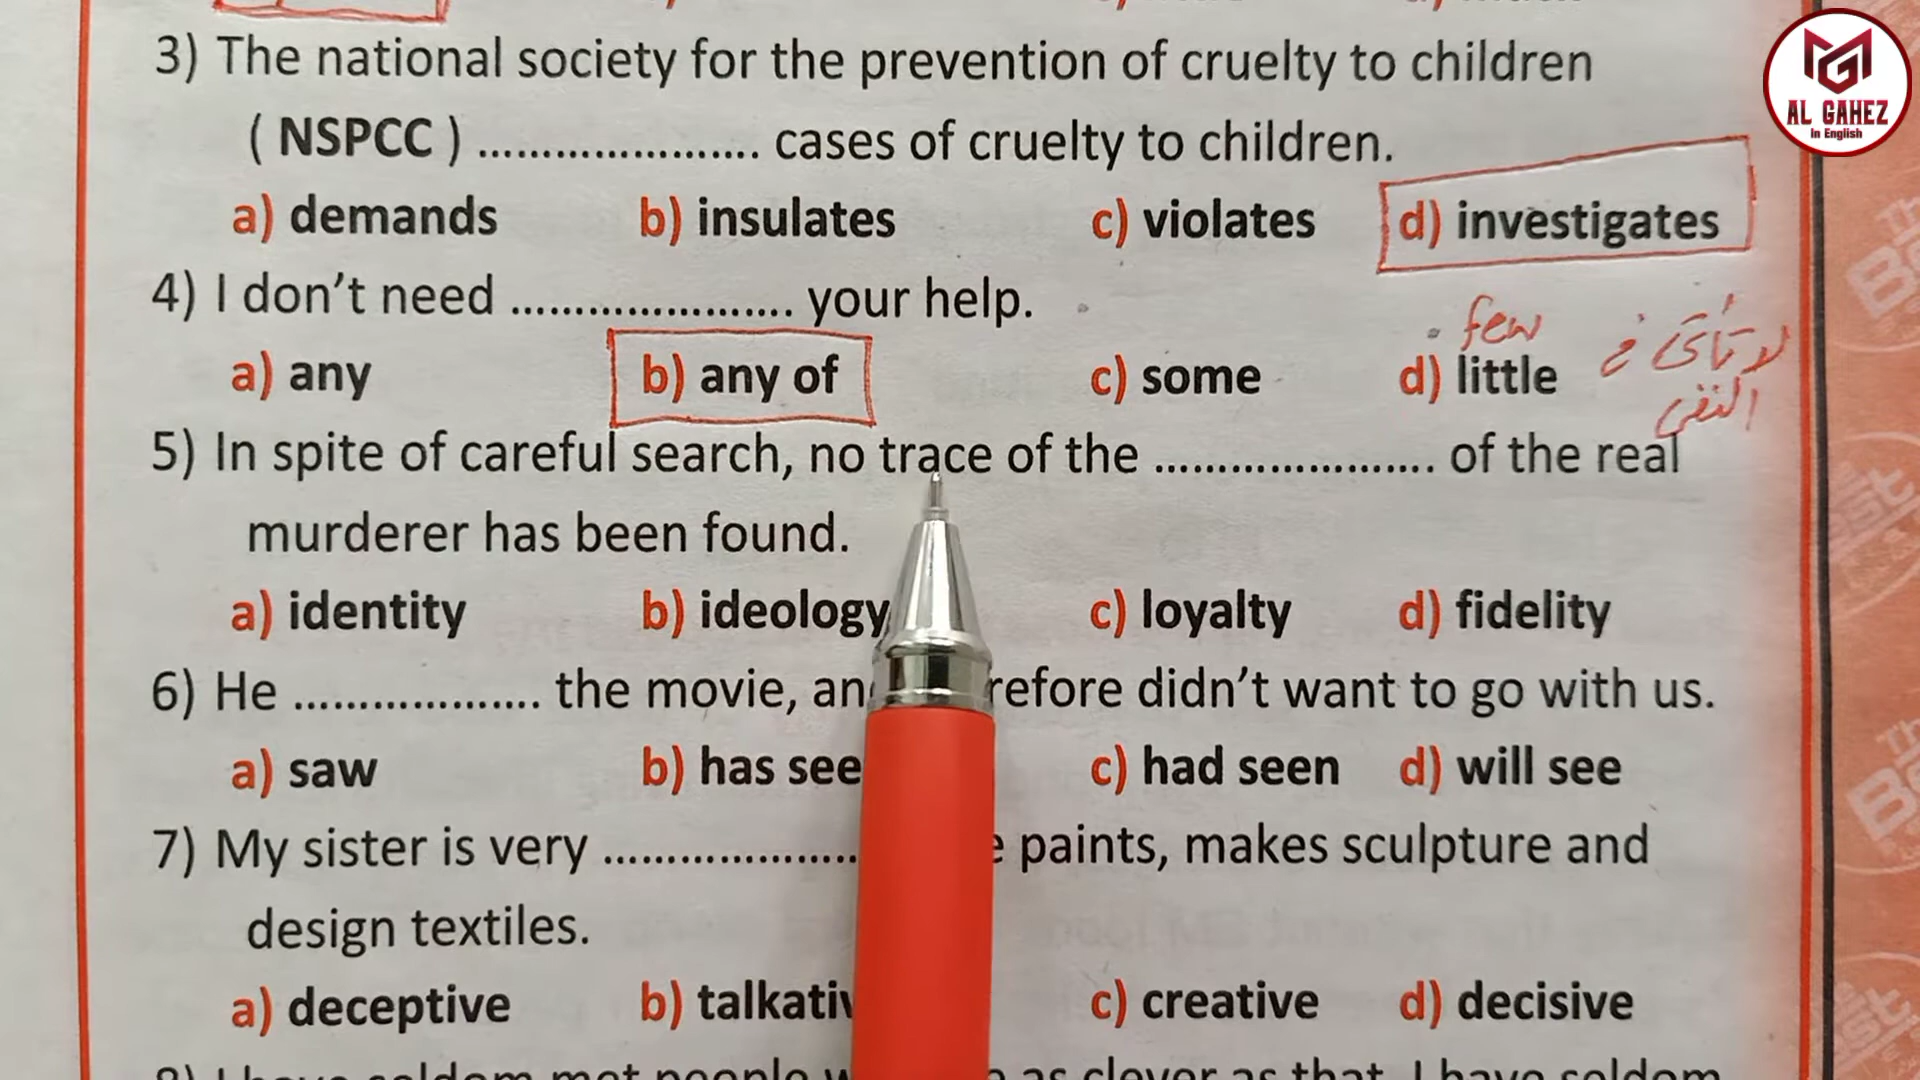 3) The national society for the prevention of cruelty to children
( NSPCC ) ...................... cases of cruelty to children.
a) demands b) insulates c) violates d) investigates
4) I don't need ...................... your help.
few
a) any b) any of c) some d) little لا تأتى فى
النفى
5) In spite of careful search, no trace of the ...................... of the real
murderer has been found.
a) identity b) ideology c) loyalty d) fidelity
6) He ................... the movie, didn't want to go with us.
a) saw b) has c) had seen d) will see
7) My sister is very .................... paints, makes sculpture and
design textiles.
a) deceptive b) c) creative d) decisive
AL GAHEZ
In English